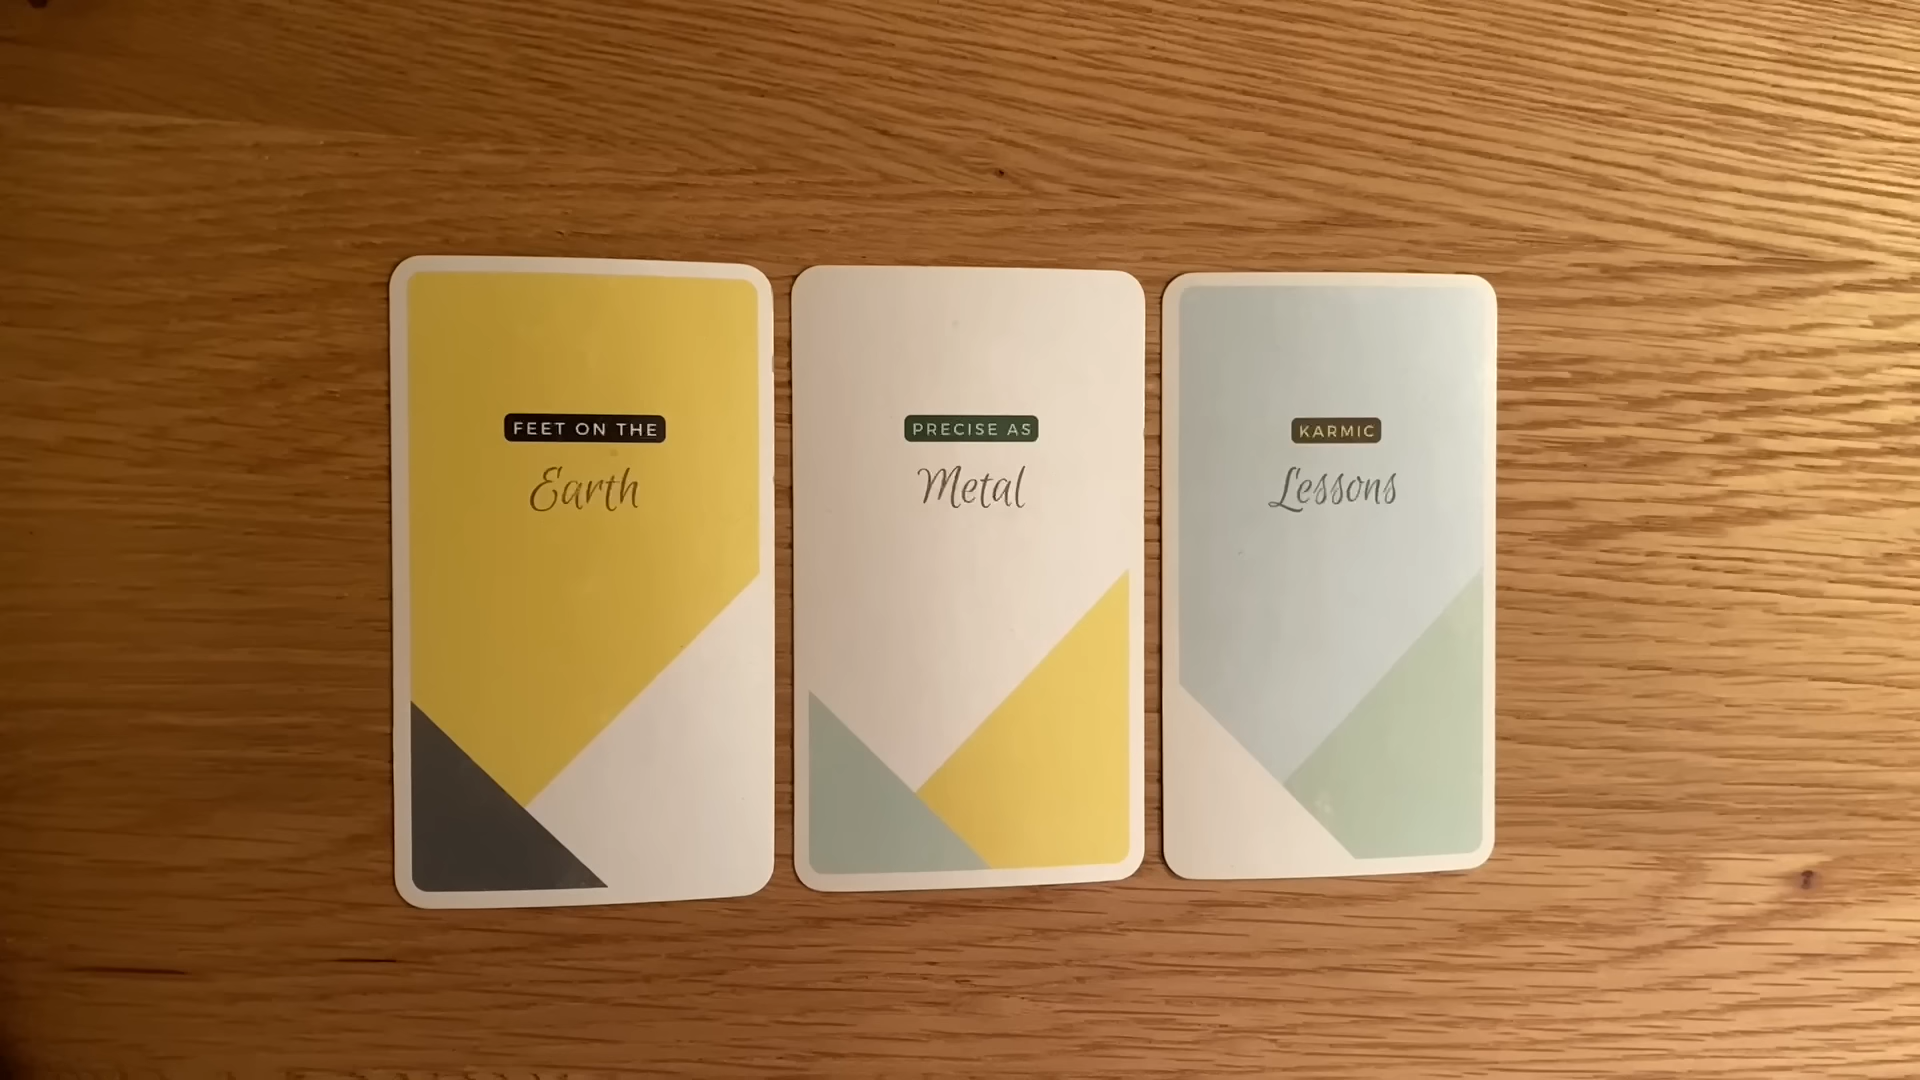 FEET ON THE
Earth
PRECISE AS
Metal
KARMIC
Lessons